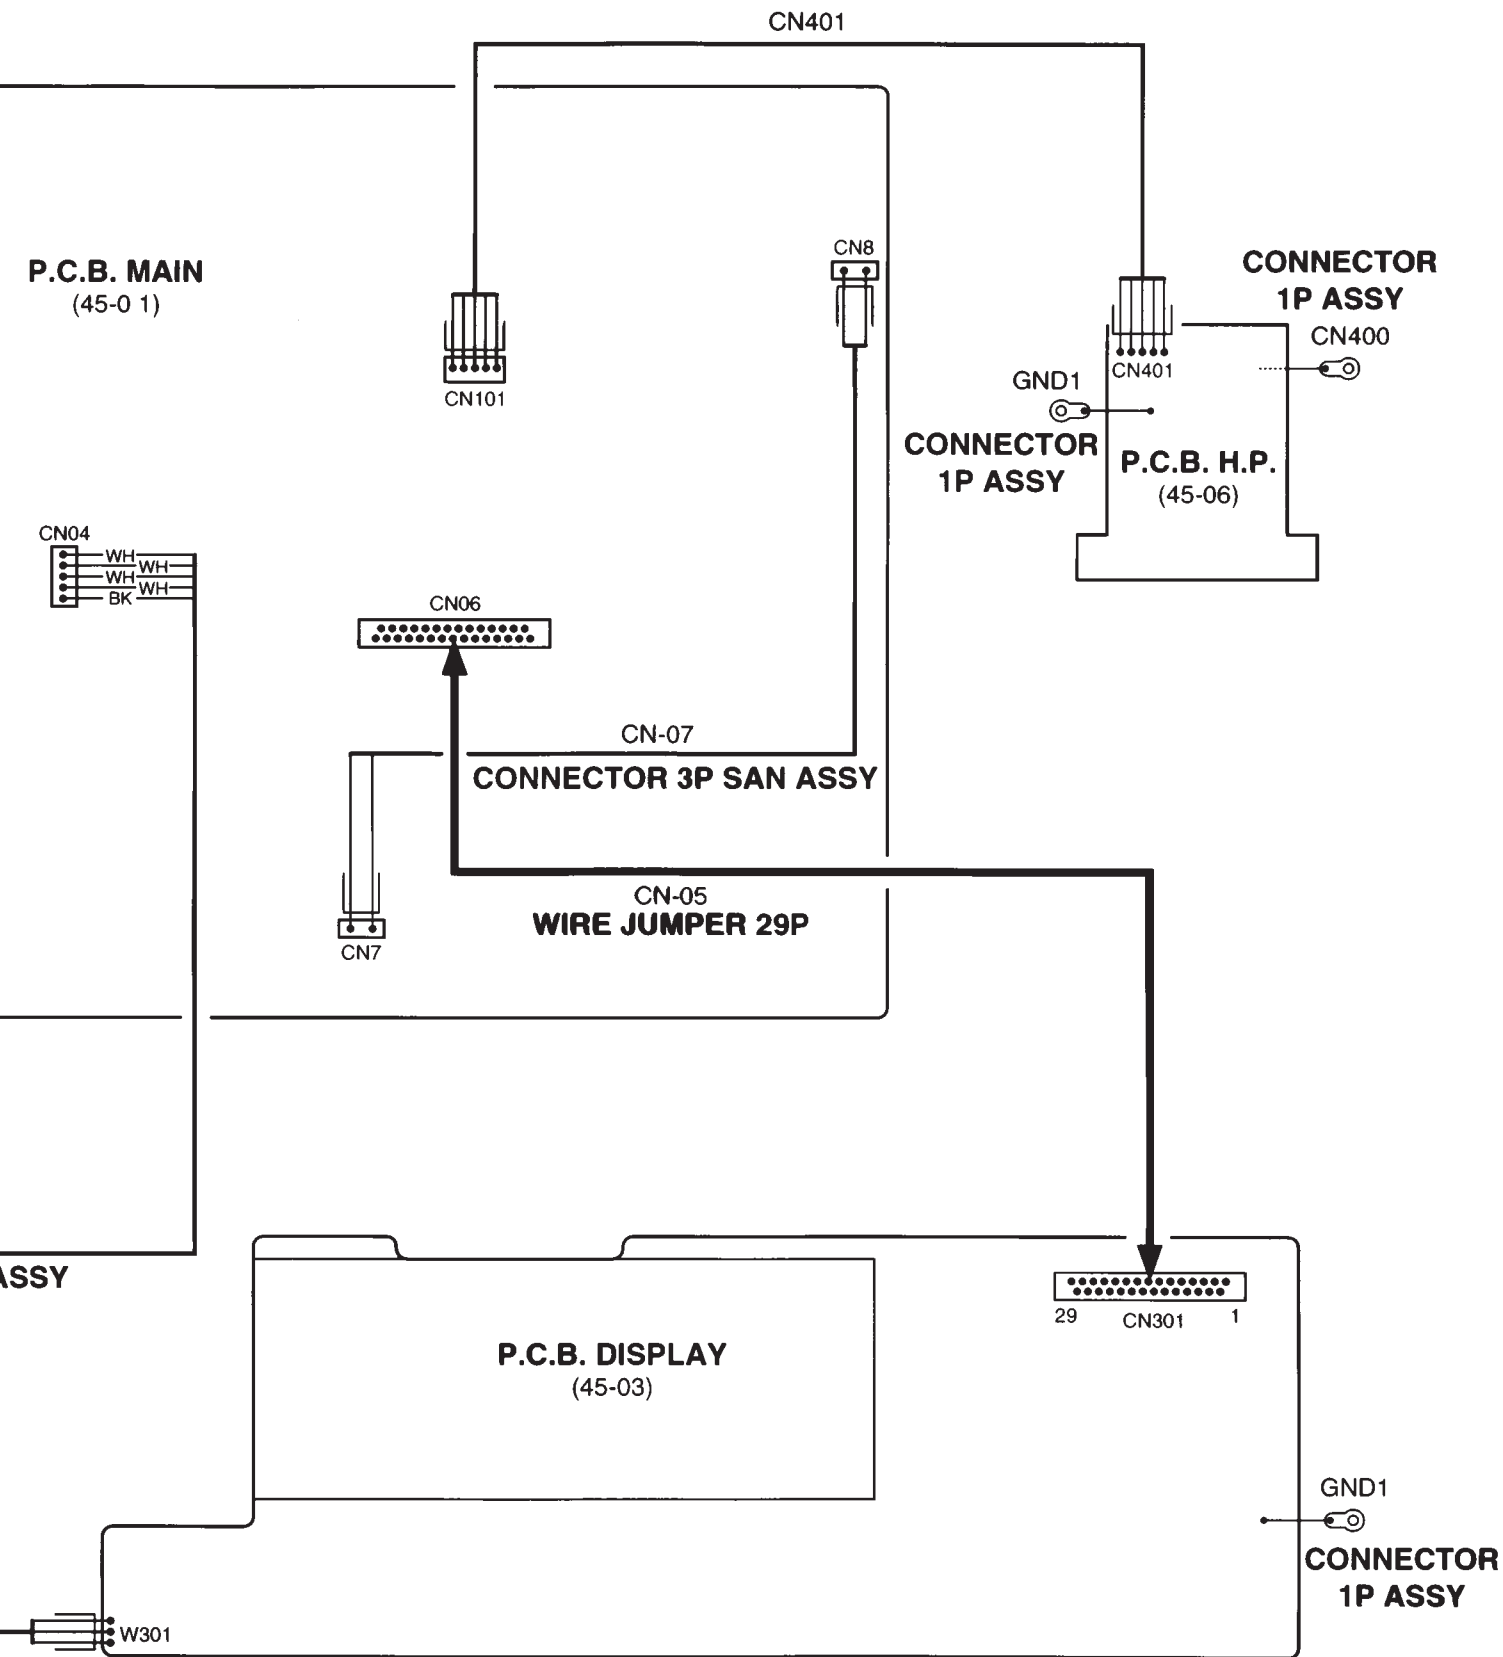 CN401
P.C.B. MAIN
(45-0 1)
CN8
CONNECTOR
1P ASSY
CN400
CN101
CN401
GND1
CONNECTOR
1P ASSY
P.C.B. H.P.
(45-06)
CN04
WH
WH
WH
WH
BK
CN06
CN-07
CONNECTOR 3P SAN ASSY
CN-05
WIRE JUMPER 29P
CN7
ASSY
29
CN301
1
P.C.B. DISPLAY
(45-03)
GND1
CONNECTOR
1P ASSY
W301